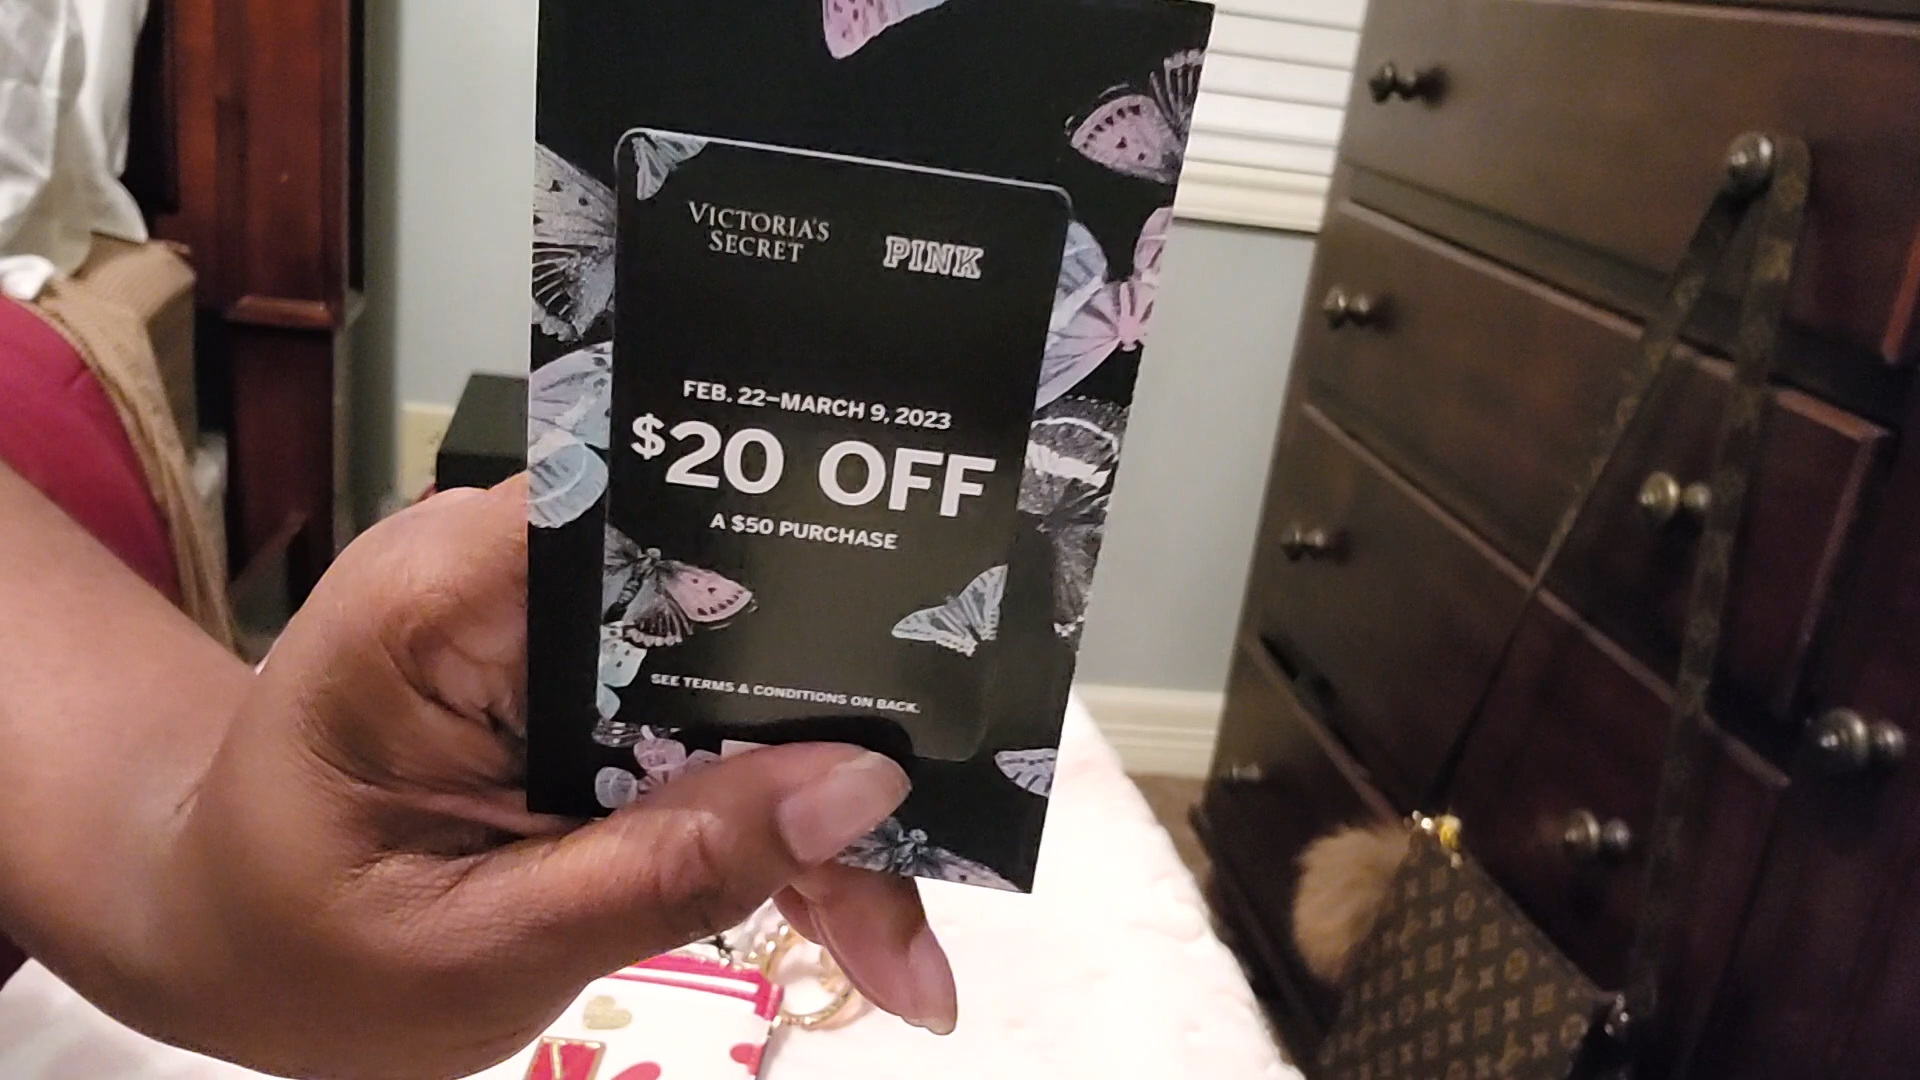 VICTORIA'S
SECRET
PINK
FEB. 22–MARCH 9, 2023
$20 OFF
A $50 PURCHASE
SEE TERMS & CONDITIONS ON BACK.